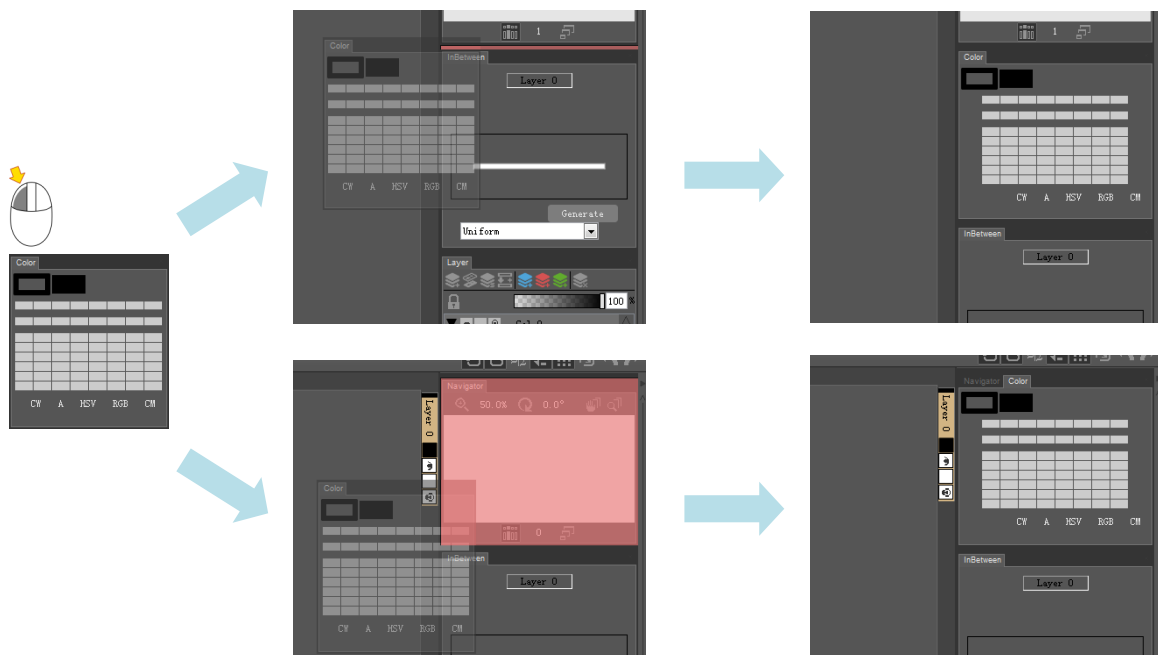 Color
CW A HSV RGB CM
Color
1
InBetween
Layer 0
CW A HSV RGB CM
Generate
Uniform
Layer
100 %
1
Color
CW A HSV RGB CM
InBetween
Layer 0
Navigator
50.0% 0.0°
Layer 0
Color
0
InBetween
Layer 0
CW A HSV RGB CM
Navigator Color
Layer 0
CW A HSV RGB CM
InBetween
Layer 0